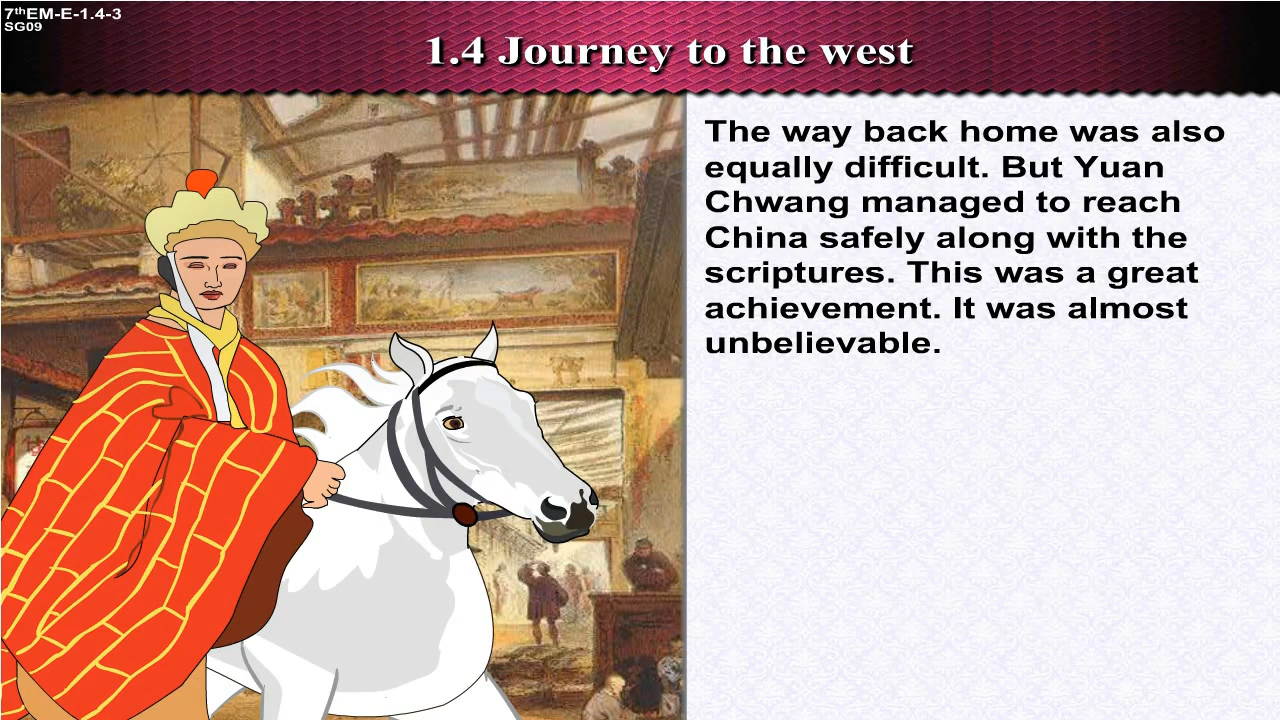 7thEM-E-1.4-3
SG09
1.4 Journey to the west
The way back home was also
equally difficult. But Yuan
Chwang managed to reach
China safely along with the
scriptures. This was a great
achievement. It was almost
unbelievable.